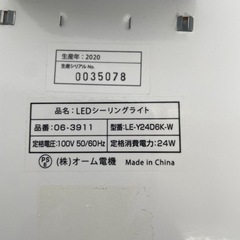 生産年: 2020
生産シリアル No.
0035078
品名: LEDシーリングライト
品番: 06-3911
型番: LE-Y24D6K-W
定格電圧: 100V 50/60Hz
定格消費電力: 24W
PS
E
(株)オーム電機 Made in China